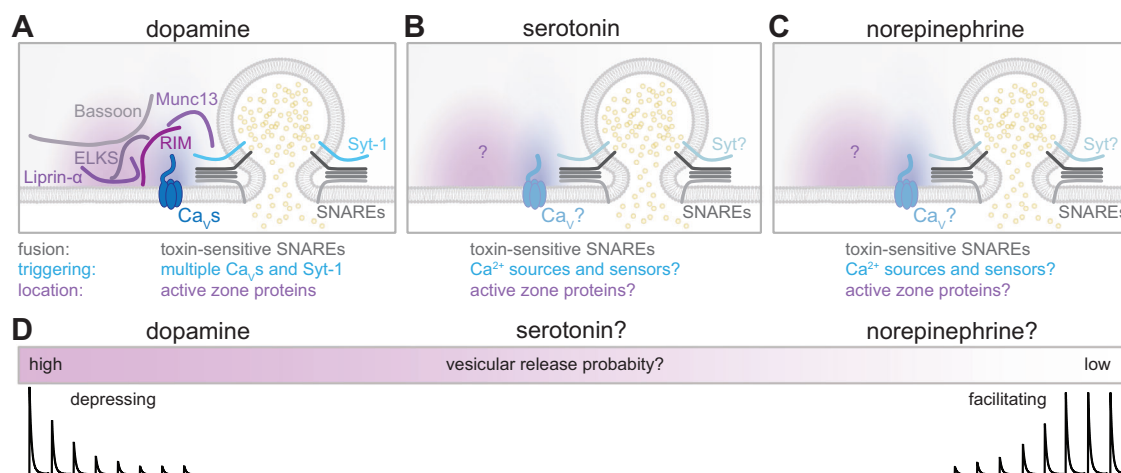 A dopamine
B serotonin
C norepinephrine
Bassoon
Munc13
RIM
ELKS
Liprin-α
Syt-1
CaVs
SNAREs
?
Syt?
CaV?
SNAREs
?
Syt?
CaV?
SNAREs
fusion: toxin-sensitive SNAREs
triggering: multiple CaVs and Syt-1
location: active zone proteins
toxin-sensitive SNAREs
Ca²⁺ sources and sensors?
active zone proteins?
toxin-sensitive SNAREs
Ca²⁺ sources and sensors?
active zone proteins?
D dopamine serotonin? norepinephrine?
high vesicular release probabity? low
depressing facilitating